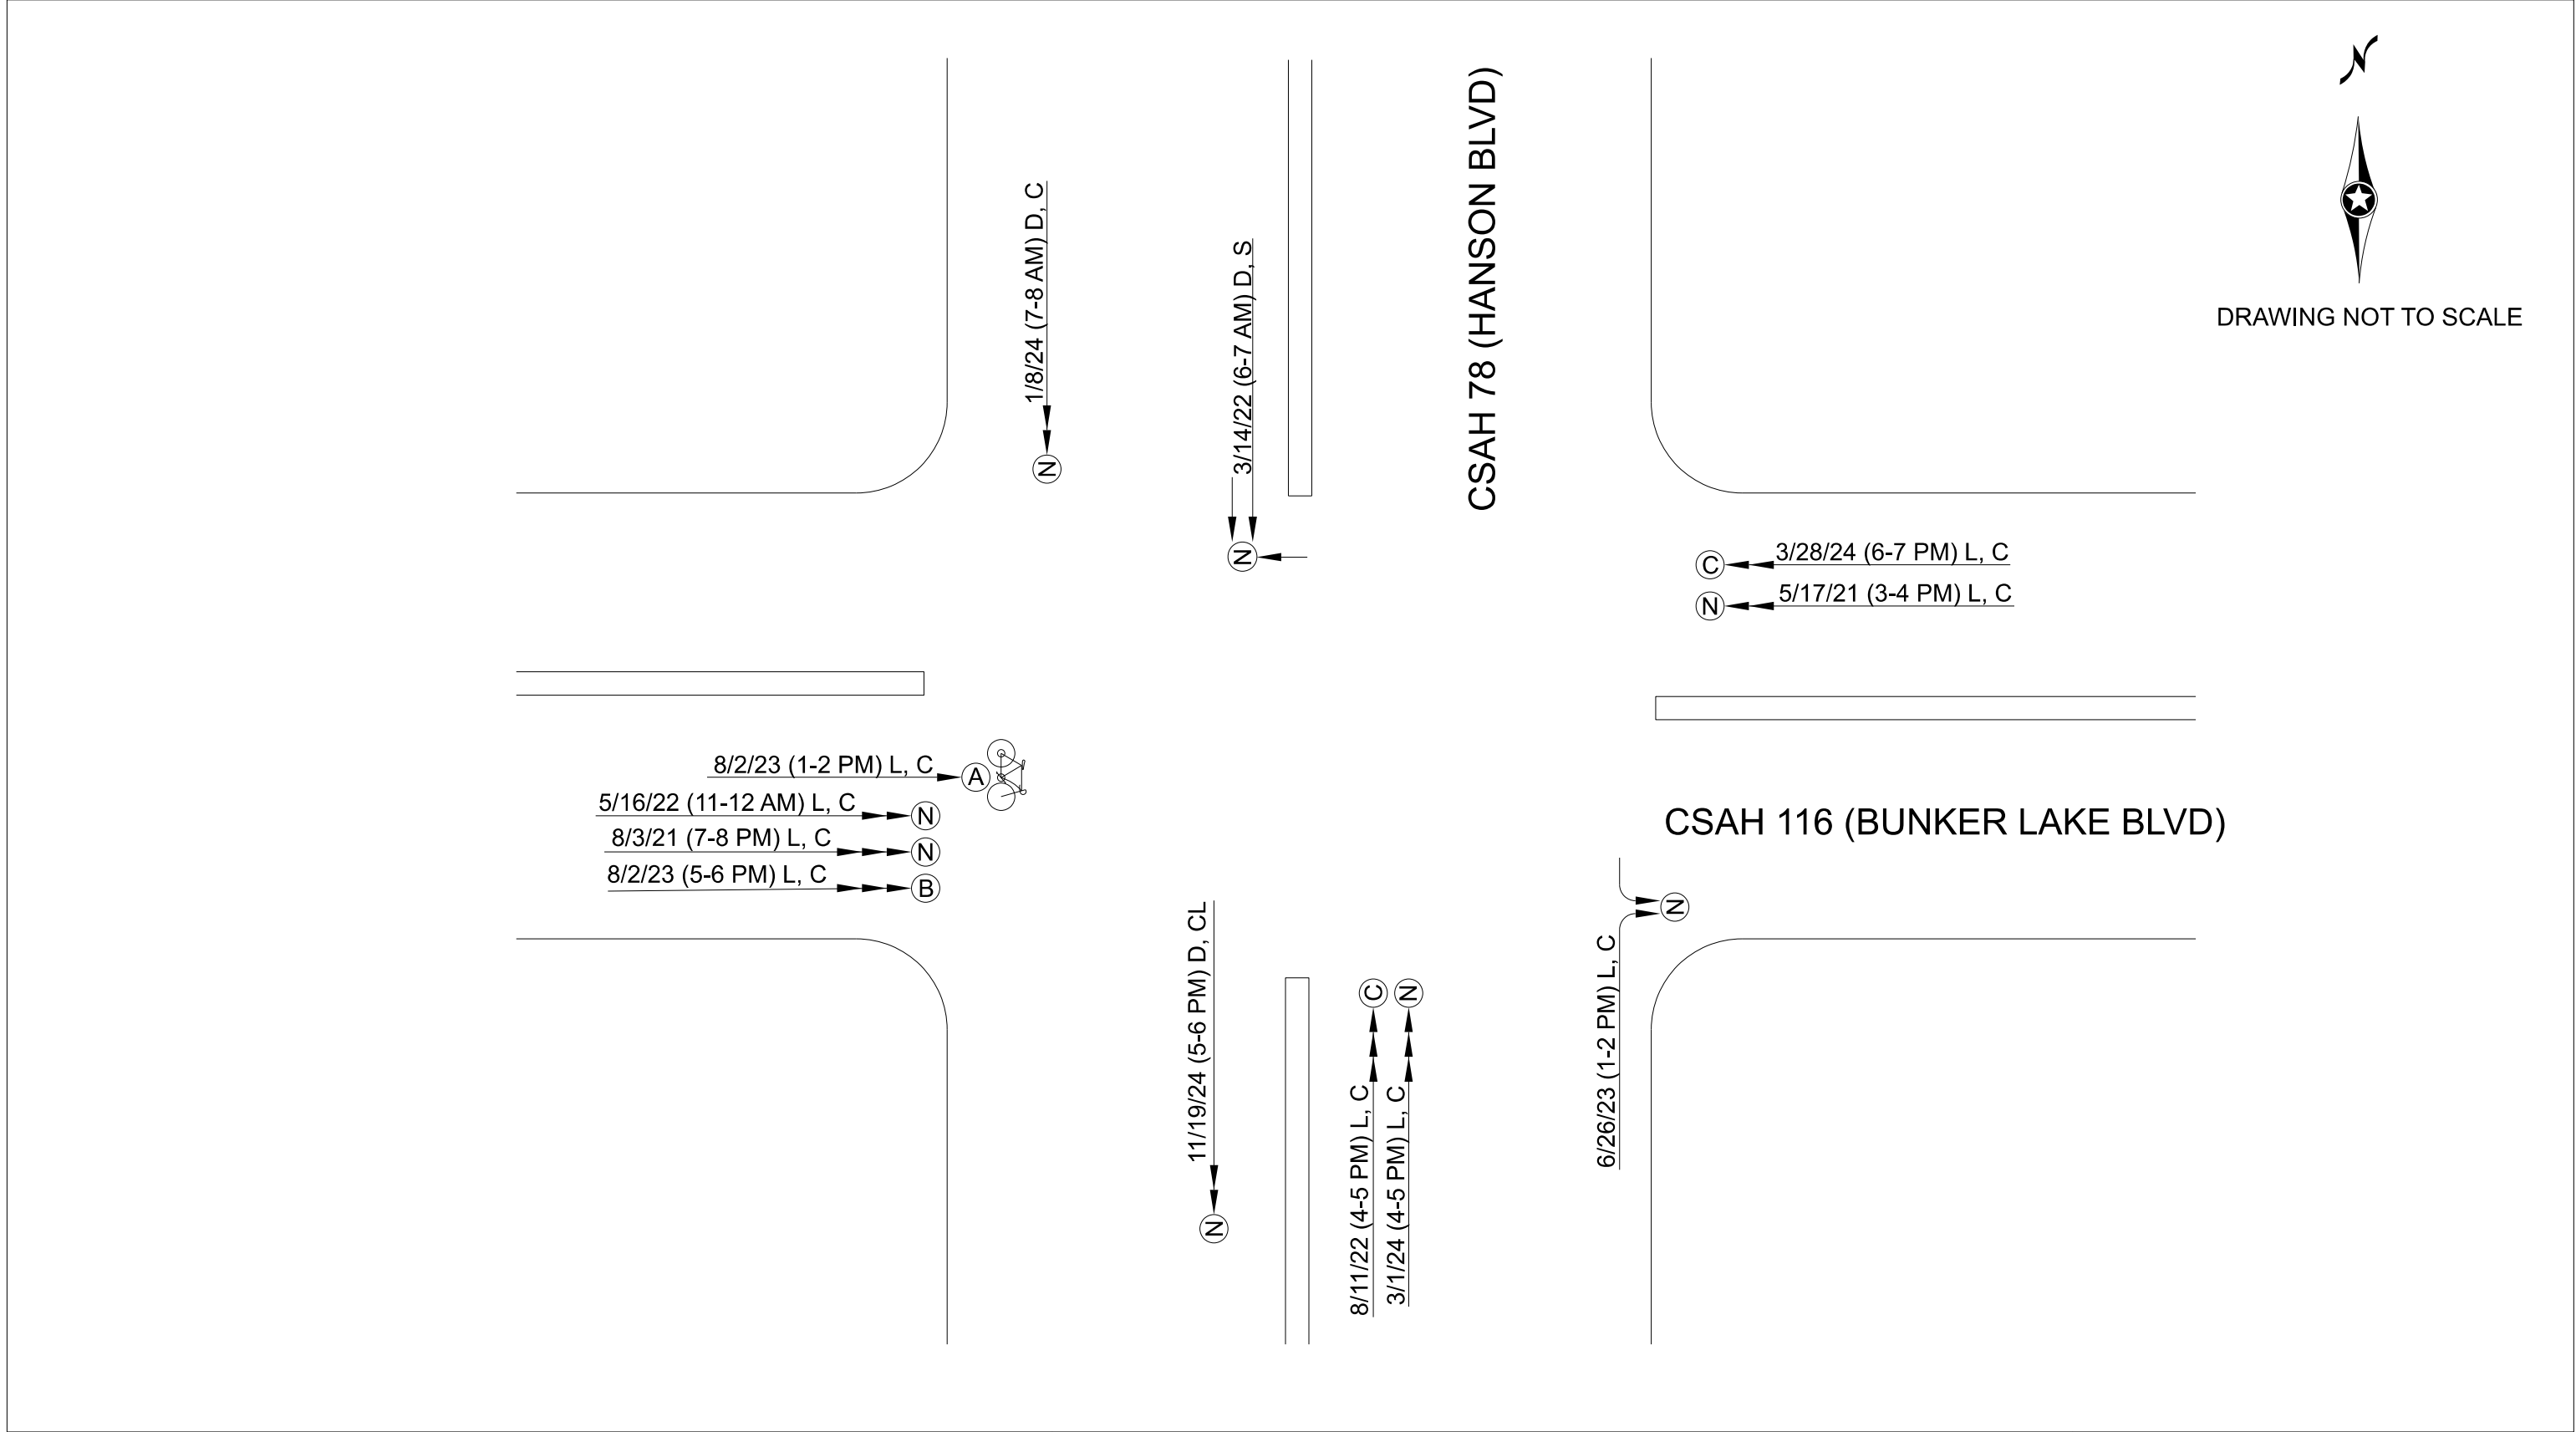 N
DRAWING NOT TO SCALE
CSAH 78 (HANSON BLVD)
1/8/24 (7-8 AM) D, C
N
3/14/22 (6-7 AM) D, S
N
3/28/24 (6-7 PM) L, C
C
5/17/21 (3-4 PM) L, C
N
8/2/23 (1-2 PM) L, C
A
5/16/22 (11-12 AM) L, C
N
8/3/21 (7-8 PM) L, C
N
8/2/23 (5-6 PM) L, C
B
CSAH 116 (BUNKER LAKE BLVD)
11/19/24 (5-6 PM) D, CL
N
8/11/22 (4-5 PM) L, C
C
3/1/24 (4-5 PM) L, C
N
6/26/23 (1-2 PM) L, C
N